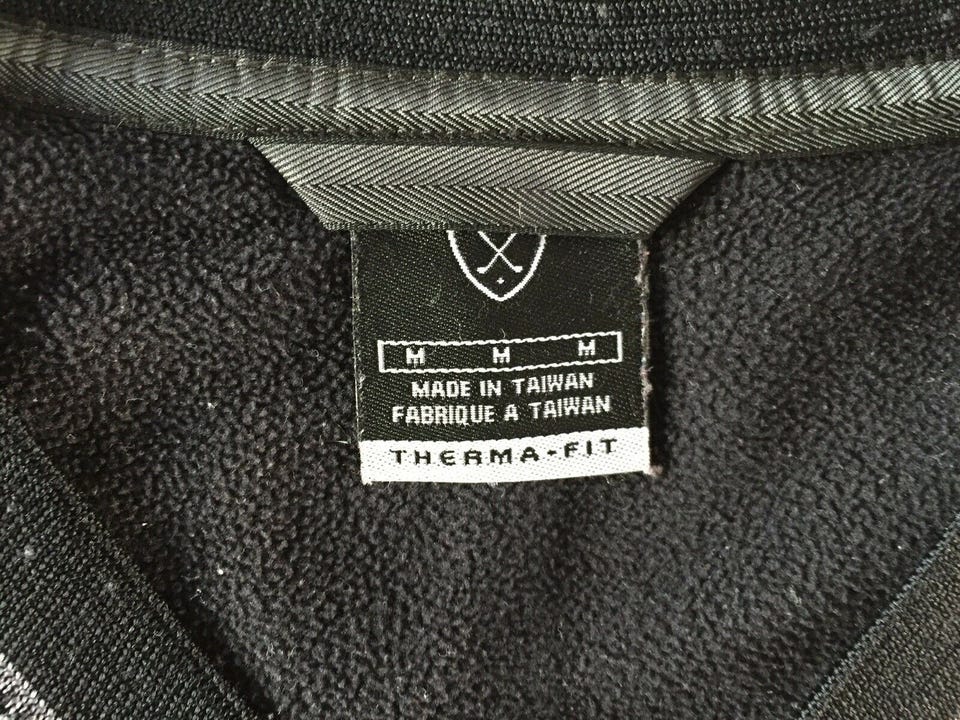 M M M
MADE IN TAIWAN
FABRIQUE A TAIWAN
THERMA-FIT